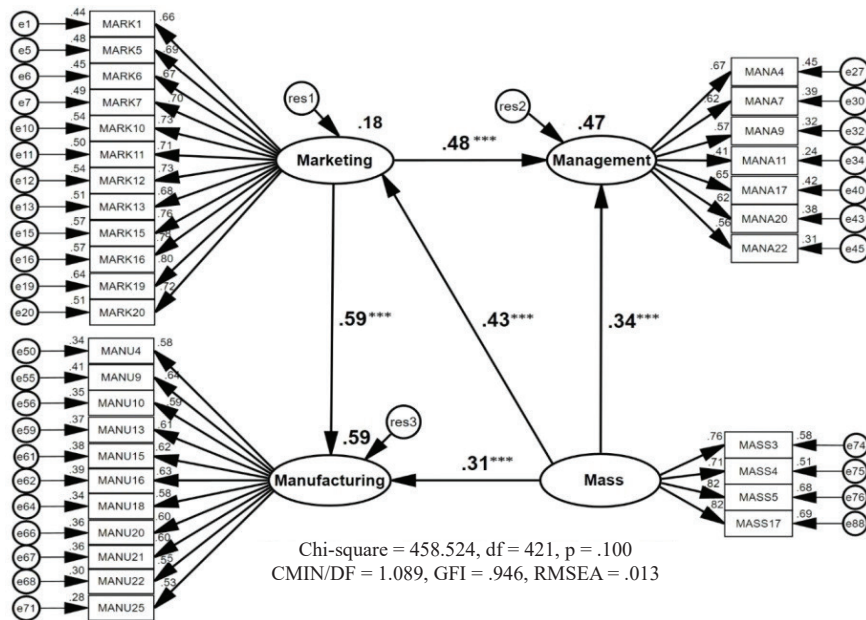 e1 .44 MARK1 .66
e5 .48 MARK5 .69
e6 .45 MARK6 .67
e7 .49 MARK7 .70
e10 .54 MARK10 .73
e11 .50 MARK11 .71
e12 .54 MARK12 .73
e13 .51 MARK13 .68
e15 .57 MARK15 .76
e16 .57 MARK16
e19 .64 MARK19 .80
e20 .51 MARK20 .72
res1
.18
Marketing
.48 ***
res2
.47
Management
.67 MANA4 .45 e27
.62 MANA7 .39 e30
.57 MANA9 .32 e32
.41 MANA11 .24 e34
.65 MANA17 .42 e40
.62 MANA20 .38 e43
.56 MANA22 .31 e45
.59 ***
.43 ***
.34 ***
e50 .34 MANU4 .58
e55 .41 MANU9 .64
e56 .35 MANU10 .59
e59 .37 MANU13 .61
e61 .38 MANU15 .62
e62 .39 MANU16 .63
e64 .34 MANU18 .58
e66 .36 MANU20 .60
e67 .36 MANU21 .60
e68 .30 MANU22 .55
e71 .28 MANU25 .53
res3
.59
Manufacturing
.31 ***
Mass
.76 MASS3 .58 e74
.71 MASS4 .51 e75
.82 MASS5 .68 e76
.82 MASS17 .69 e88
Chi-square = 458.524, df = 421, p = .100
CMIN/DF = 1.089, GFI = .946, RMSEA = .013